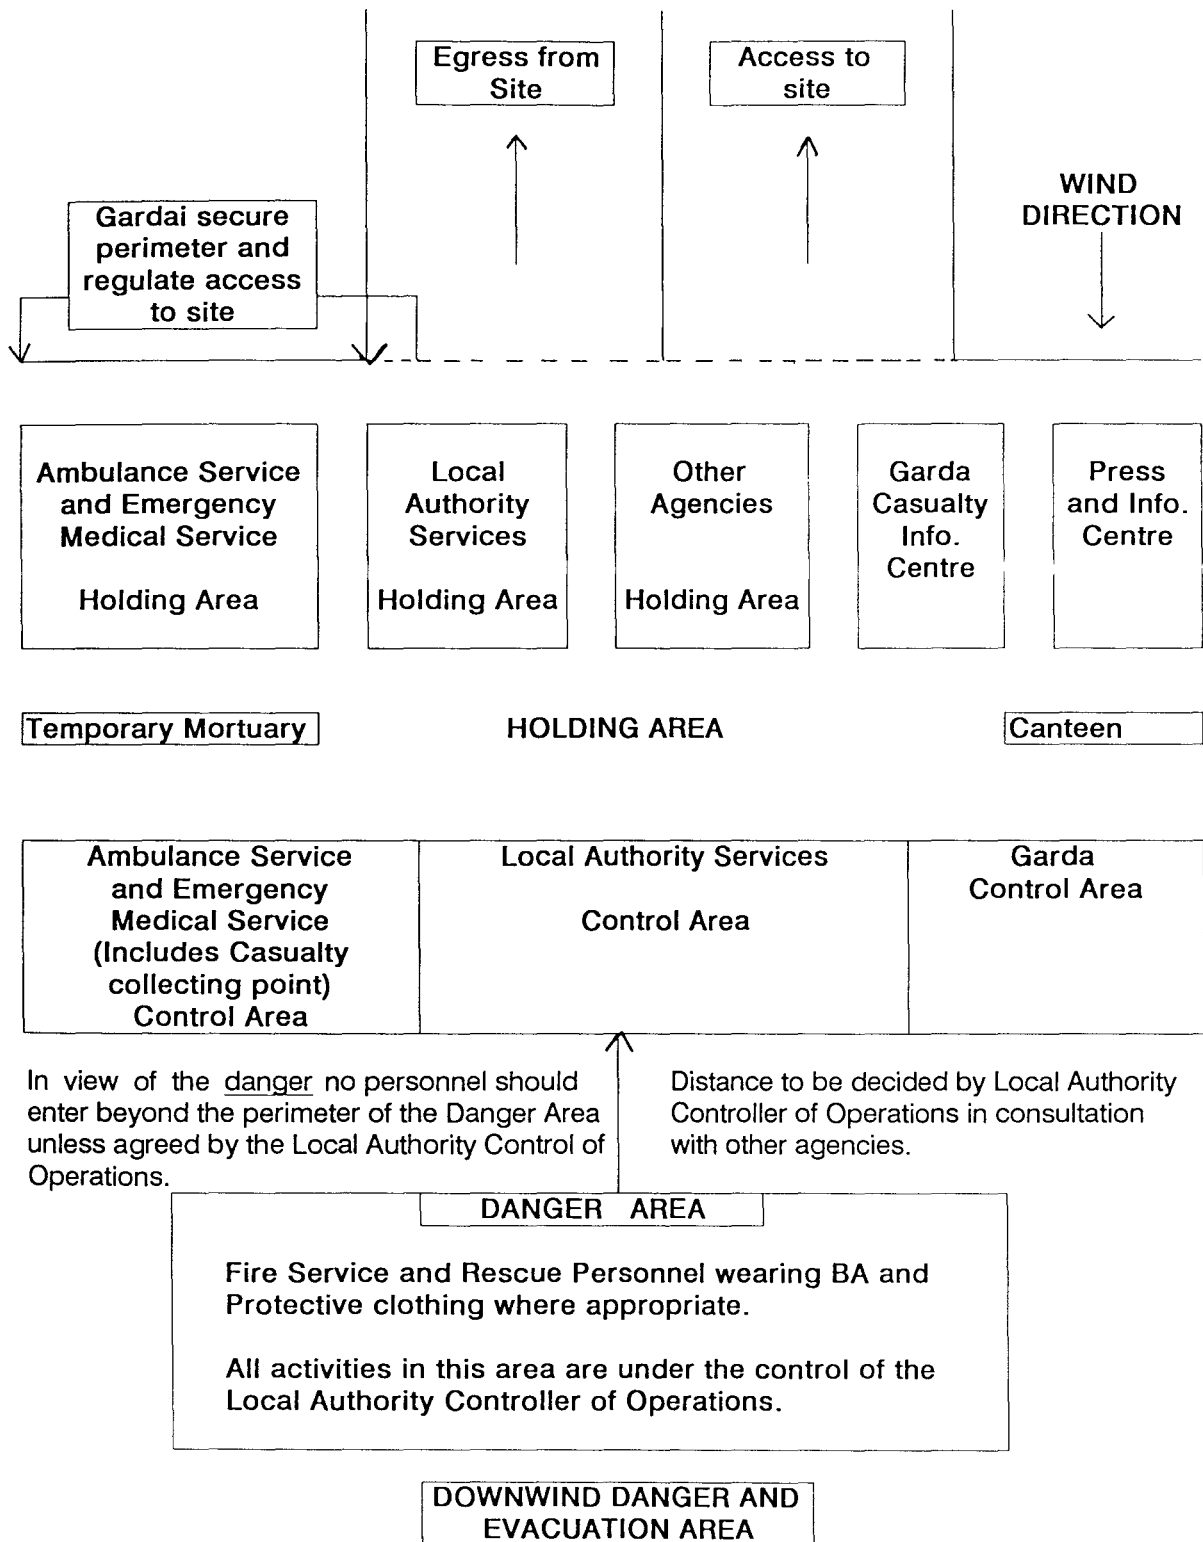 Egress from
Site
Access to
site
WIND
DIRECTION
Gardai secure
perimeter and
regulate access
to site
Ambulance Service
and Emergency
Medical Service
Holding Area
Local
Authority
Services
Holding Area
Other
Agencies
Holding Area
Garda
Casualty
Info.
Centre
Press
and Info.
Centre
Temporary Mortuary
HOLDING AREA
Canteen
Ambulance Service
and Emergency
Medical Service
(Includes Casualty
collecting point)
Control Area
Local Authority Services
Control Area
Garda
Control Area
In view of the danger no personnel should
enter beyond the perimeter of the Danger Area
unless agreed by the Local Authority Control of
Operations.
Distance to be decided by Local Authority
Controller of Operations in consultation
with other agencies.
DANGER AREA
Fire Service and Rescue Personnel wearing BA and
Protective clothing where appropriate.
All activities in this area are under the control of the
Local Authority Controller of Operations.
DOWNWIND DANGER AND
EVACUATION AREA